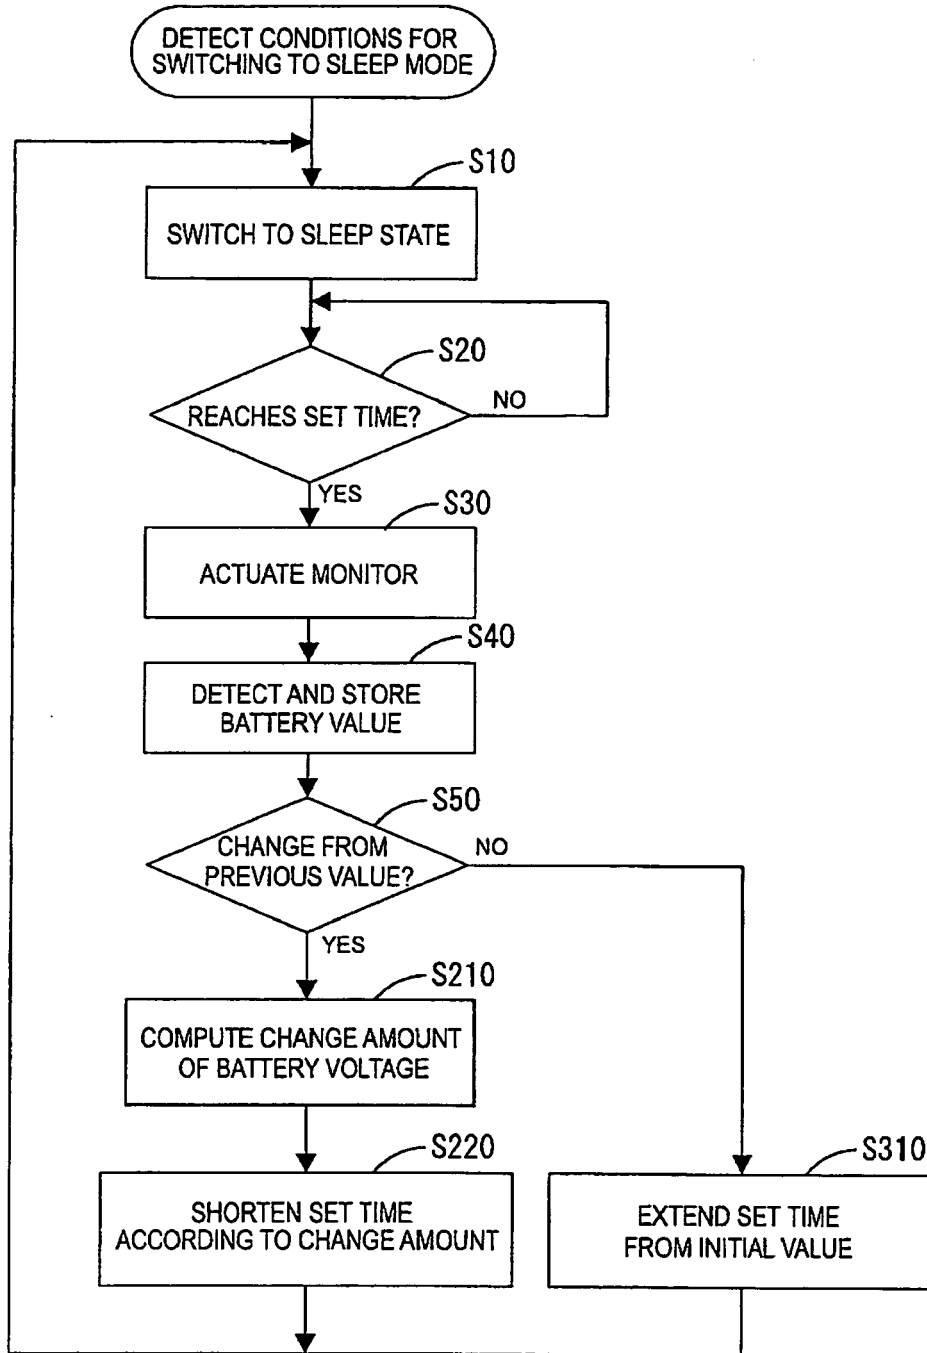 DETECT CONDITIONS FOR
SWITCHING TO SLEEP MODE
S10
SWITCH TO SLEEP STATE
S20
REACHES SET TIME?
NO
YES
S30
ACTUATE MONITOR
S40
DETECT AND STORE
BATTERY VALUE
S50
CHANGE FROM
PREVIOUS VALUE?
NO
YES
S210
COMPUTE CHANGE AMOUNT
OF BATTERY VOLTAGE
S220
SHORTEN SET TIME
ACCORDING TO CHANGE AMOUNT
S310
EXTEND SET TIME
FROM INITIAL VALUE